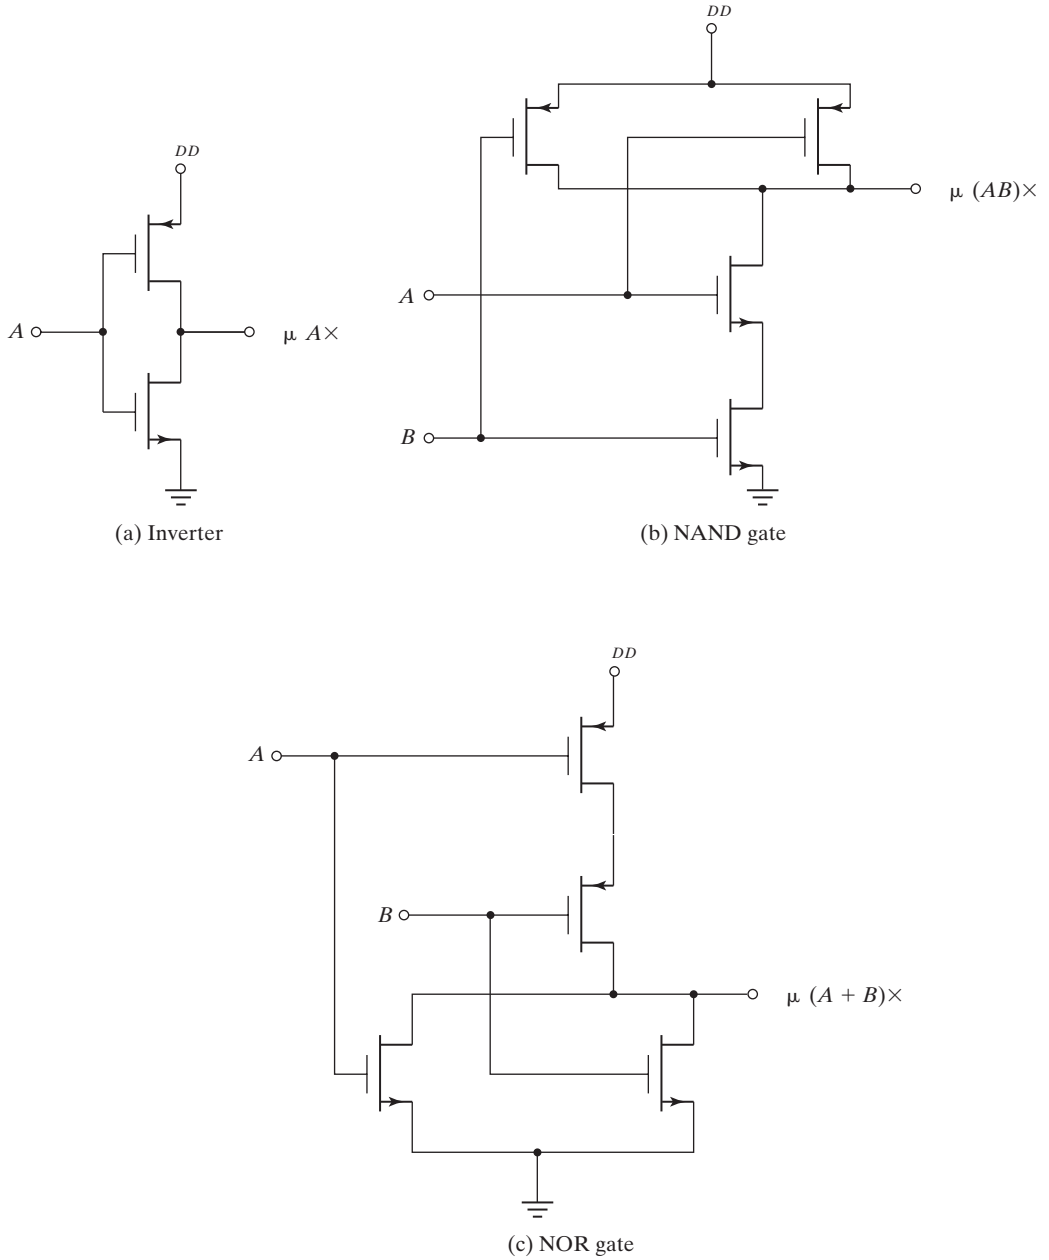 DD
A
μ A×
(a) Inverter
DD
μ (AB)×
A
B
(b) NAND gate
DD
A
B
μ (A + B)×
(c) NOR gate